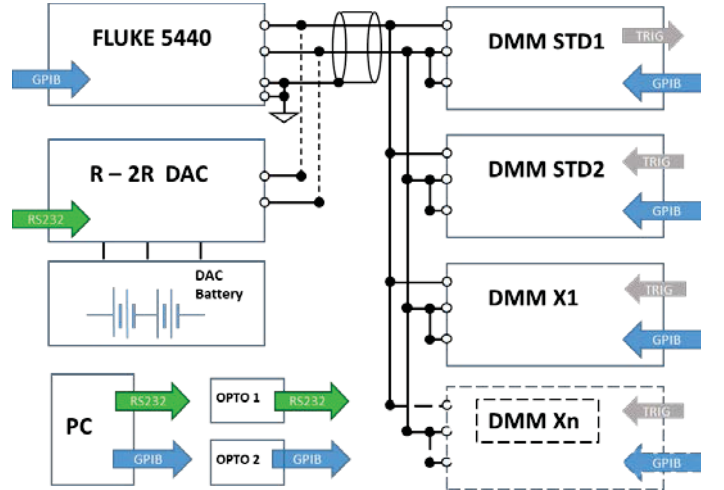 FLUKE 5440
GPIB
DMM STD1
TRIG
GPIB
R – 2R DAC
RS232
DMM STD2
TRIG
GPIB
DAC
Battery
DMM X1
TRIG
GPIB
PC
RS232
GPIB
OPTO 1
RS232
OPTO 2
GPIB
DMM Xn
TRIG
GPIB